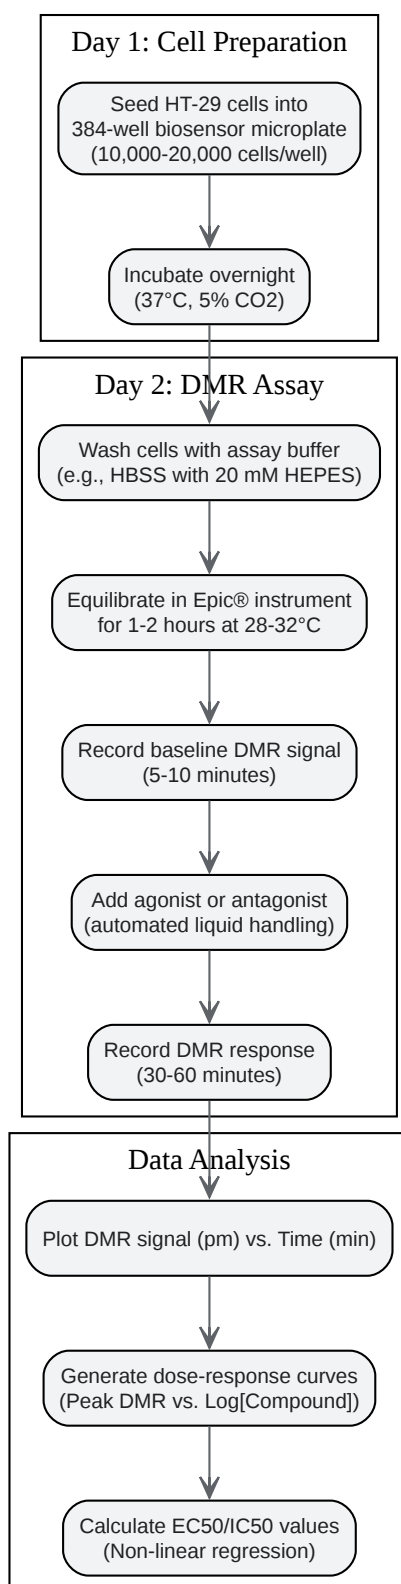 Day 1: Cell Preparation
Seed HT-29 cells into
384-well biosensor microplate
(10,000-20,000 cells/well)
Incubate overnight
(37°C, 5% CO2)
Day 2: DMR Assay
Wash cells with assay buffer
(e.g., HBSS with 20 mM HEPES)
Equilibrate in Epic® instrument
for 1-2 hours at 28-32°C
Record baseline DMR signal
(5-10 minutes)
Add agonist or antagonist
(automated liquid handling)
Record DMR response
(30-60 minutes)
Data Analysis
Plot DMR signal (pm) vs. Time (min)
Generate dose-response curves
(Peak DMR vs. Log[Compound])
Calculate EC50/IC50 values
(Non-linear regression)